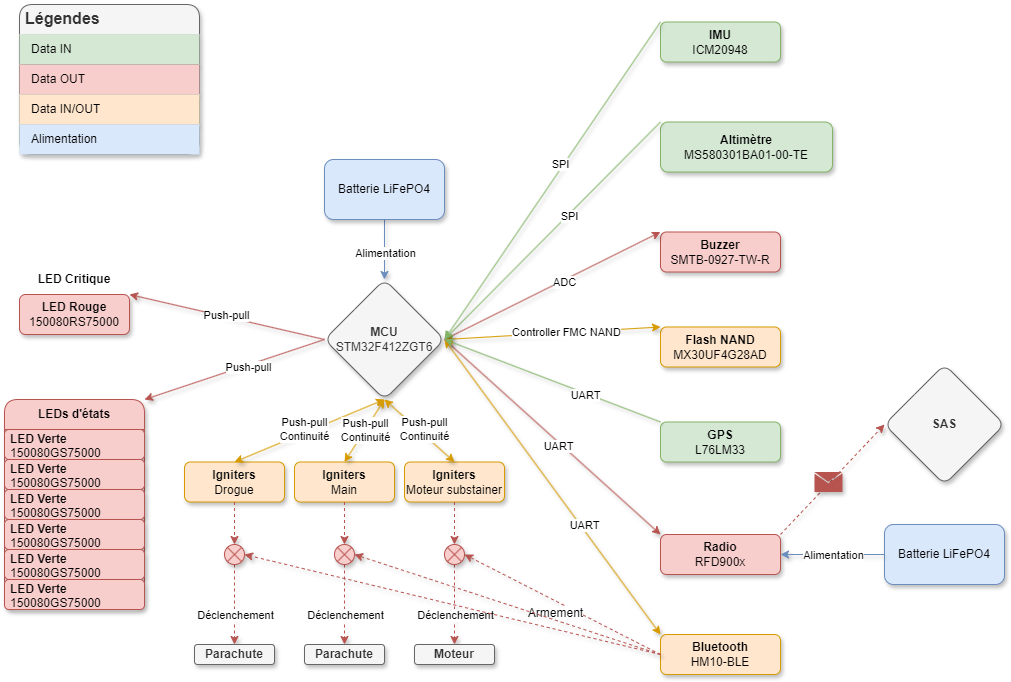 Légendes
Data IN
Data OUT
Data IN/OUT
Alimentation
IMU
ICM20948
Altimètre
MS580301BA01-00-TE
SPI
SPI
Batterie LiFePO4
Alimentation
Buzzer
SMTB-0927-TW-R
ADC
LED Critique
LED Rouge
150080RS75000
Push-pull
MCU
STM32F412ZGT6
Controller FMC NAND
Flash NAND
MX30UF4G28AD
Push-pull
UART
GPS
L76LM33
SAS
LEDs d'états
LED Verte
150080GS75000
LED Verte
150080GS75000
LED Verte
150080GS75000
LED Verte
150080GS75000
LED Verte
150080GS75000
LED Verte
150080GS75000
Push-pull
Continuité
Push-pull
Continuité
Push-pull
Continuité
UART
Igniters
Drogue
Igniters
Main
Igniters
Moteur substainer
UART
Radio
RFD900x
Alimentation
Batterie LiFePO4
Déclenchement
Déclenchement
Déclenchement
Armement
Parachute
Parachute
Moteur
Bluetooth
HM10-BLE